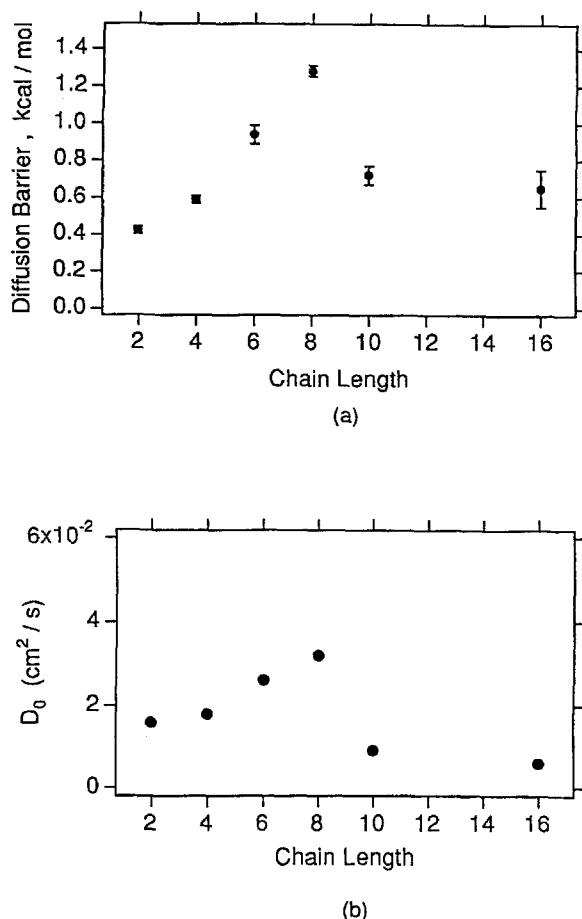 1.4
1.2
1.0
0.8
0.6
0.4
0.2
0.0
Diffusion Barrier , kcal / mol
2 4 6 8 10 12 14 16
Chain Length
(a)
6x10⁻²
4
2
0
D₀ (cm² / s)
2 4 6 8 10 12 14 16
Chain Length
(b)